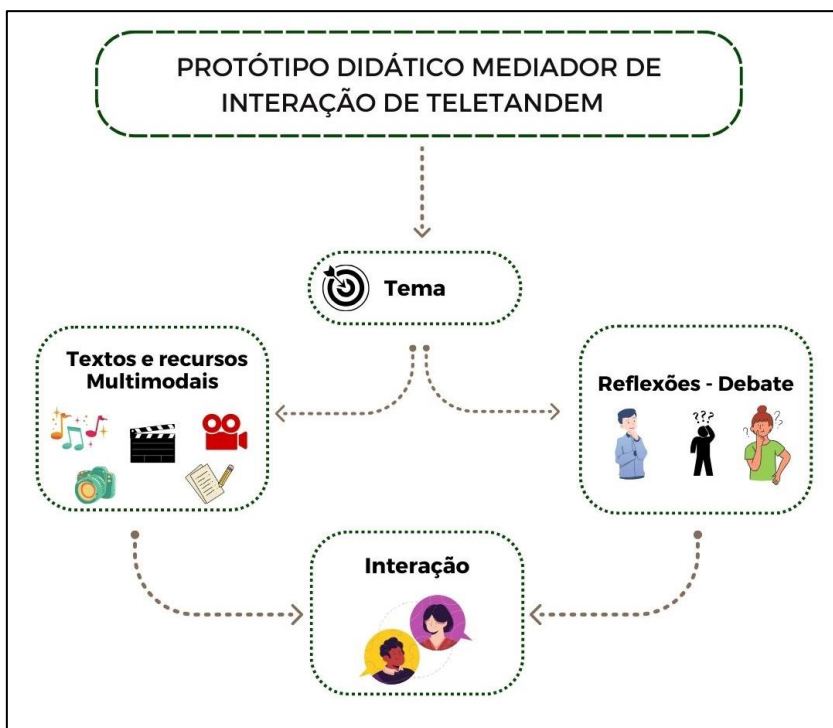 PROTÓTIPO DIDÁTICO MEDIADOR DE
INTERAÇÃO DE TELETANDEM
Tema
Textos e recursos
Multimodais
Reflexões - Debate
???
? ?
Interação